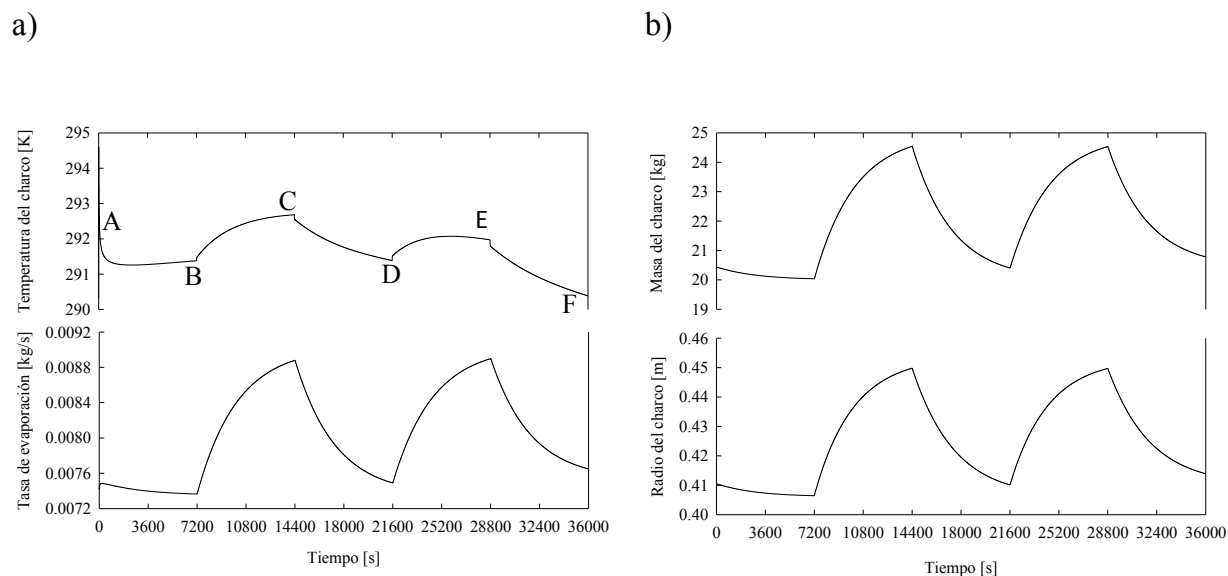 a)
b)
Temperatura del charco [K]
295
294
293
292
291
290
A
B
C
D
E
F
Tasa de evaporación [kg/s]
0.0092
0.0088
0.0084
0.0080
0.0076
0.0072
0 3600 7200 10800 14400 18000 21600 25200 28800 32400 36000
Tiempo [s]
Masa del charco [kg]
25
24
23
22
21
20
19
Radio del charco [m]
0.46
0.45
0.44
0.43
0.42
0.41
0.40
0 3600 7200 10800 14400 18000 21600 25200 28800 32400 36000
Tiempo [s]